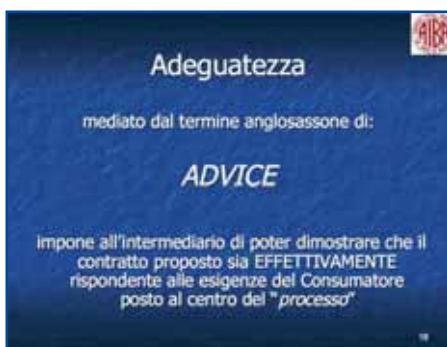 AIBA
Adeguatezza
mediato dal termine anglosassone di:
ADVICE
impone all'intermediario di poter dimostrare che il
contratto proposto sia EFFETTIVAMENTE
rispondente alle esigenze del Consumatore
posto al centro del "processo"